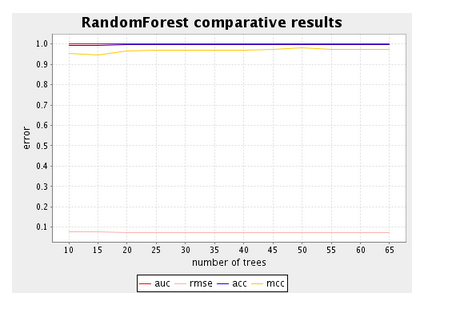 RandomForest comparative results
1.0
0.9
0.8
0.7
0.6
0.5
0.4
0.3
0.2
0.1
error
10 15 20 25 30 35 40 45 50 55 60 65
number of trees
auc rmse acc mcc